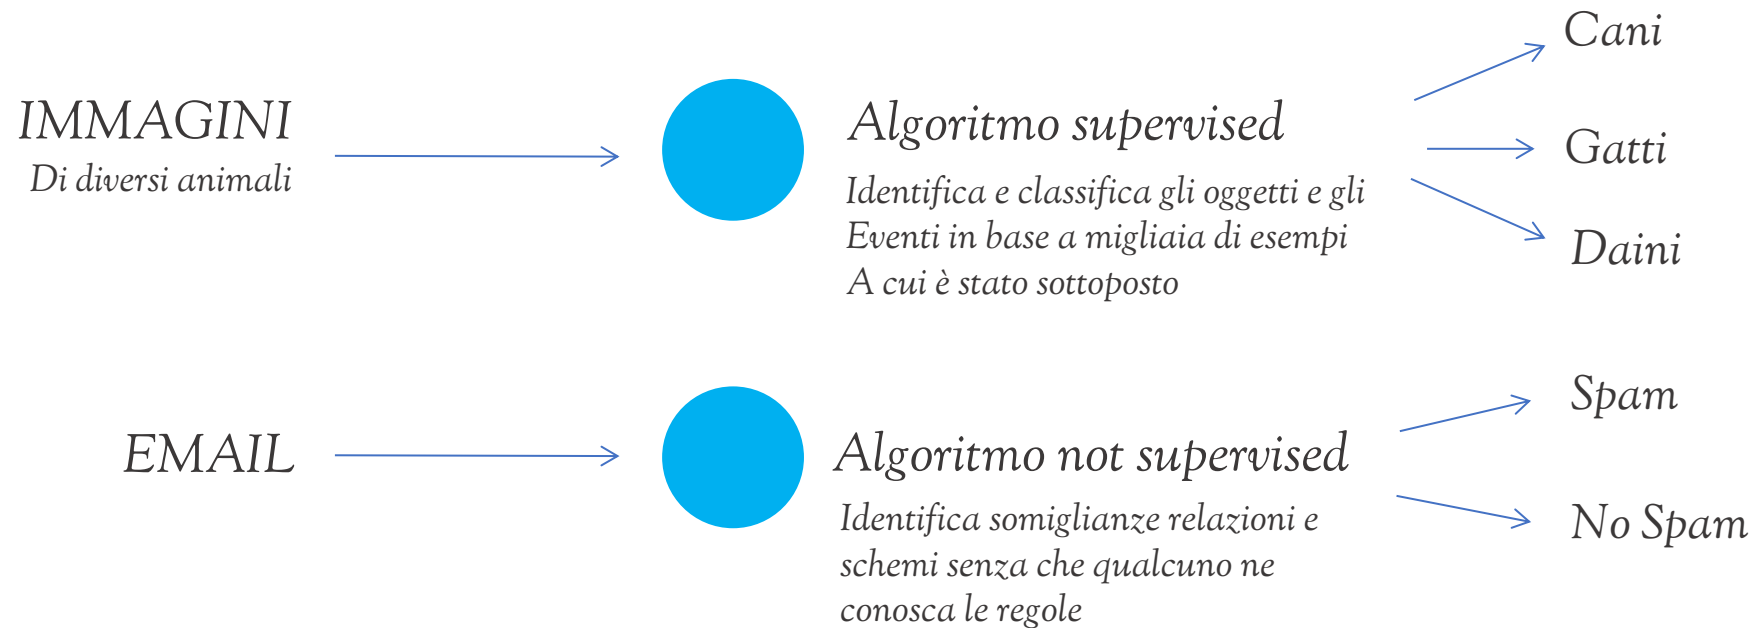 IMMAGINI
Di diversi animali
Algoritmo supervised
Identifica e classifica gli oggetti e gli
Eventi in base a migliaia di esempi
A cui è stato sottoposto
Cani
Gatti
Daini
EMAIL
Algoritmo not supervised
Identifica somiglianze relazioni e
schemi senza che qualcuno ne
conosca le regole
Spam
No Spam